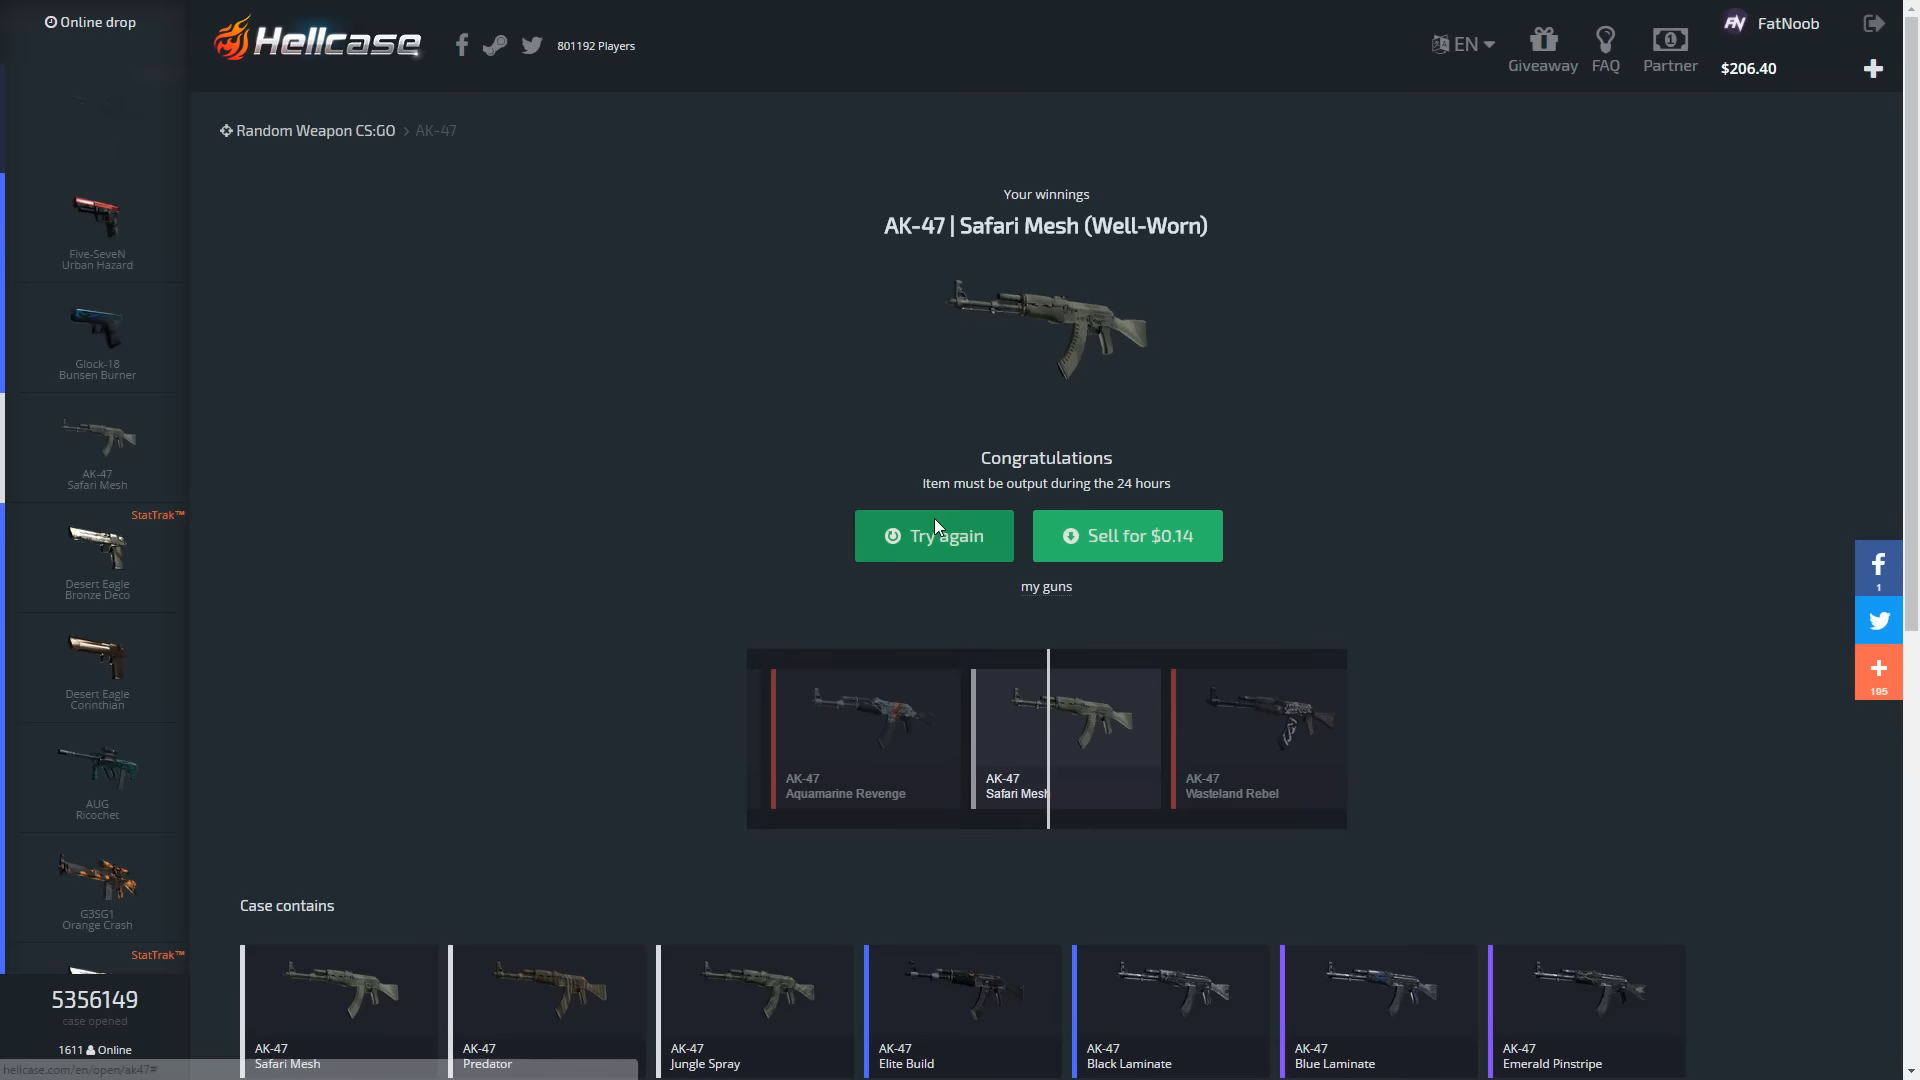 Online drop
Hellcase
801192 Players
EN
Giveaway
FAQ
Partner
FN
FatNoob
$206.40
Random Weapon CS:GO > AK-47
Five-SeveN
Urban Hazard
Glock-18
Bunsen Burner
AK-47
Safari Mesh
StatTrak™
Desert Eagle
Bronze Deco
Desert Eagle
Corinthian
AUG
Ricochet
G3SG1
Orange Crash
StatTrak™
5356149
case opened
1611 Online
hellcase.com/en/open/ak47#
Your winnings
AK-47 | Safari Mesh (Well-Worn)
Congratulations
Item must be output during the 24 hours
Try again
Sell for $0.14
my guns
AK-47
Aquamarine Revenge
AK-47
Safari Mesh
AK-47
Wasteland Rebel
1
195
Case contains
AK-47
Safari Mesh
AK-47
Predator
AK-47
Jungle Spray
AK-47
Elite Build
AK-47
Black Laminate
AK-47
Blue Laminate
AK-47
Emerald Pinstripe